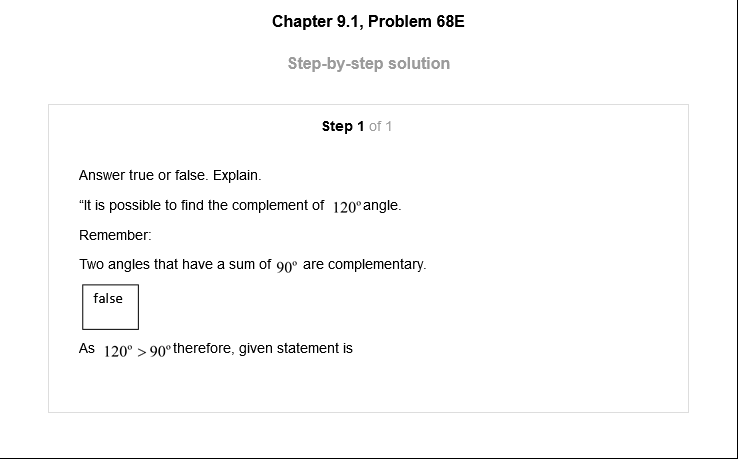 Chapter 9.1, Problem 68E
Step-by-step solution
Step 1 of 1
Answer true or false. Explain.
“It is possible to find the complement of 120° angle.
Remember:
Two angles that have a sum of 90° are complementary.
false
As 120° > 90° therefore, given statement is